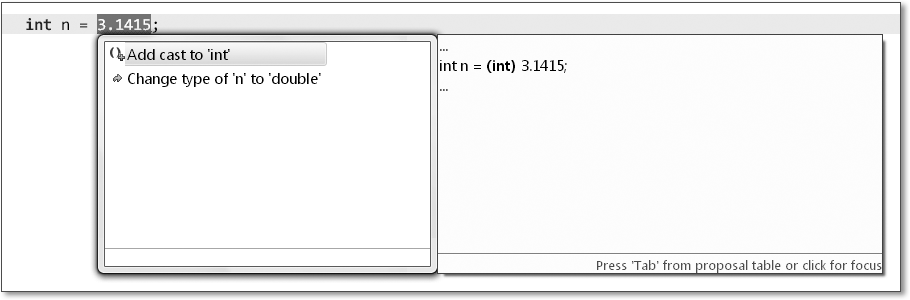 int n = 3.1415;
Add cast to 'int'
Change type of 'n' to 'double'
...
int n = (int) 3.1415;
...
Press 'Tab' from proposal table or click for focus